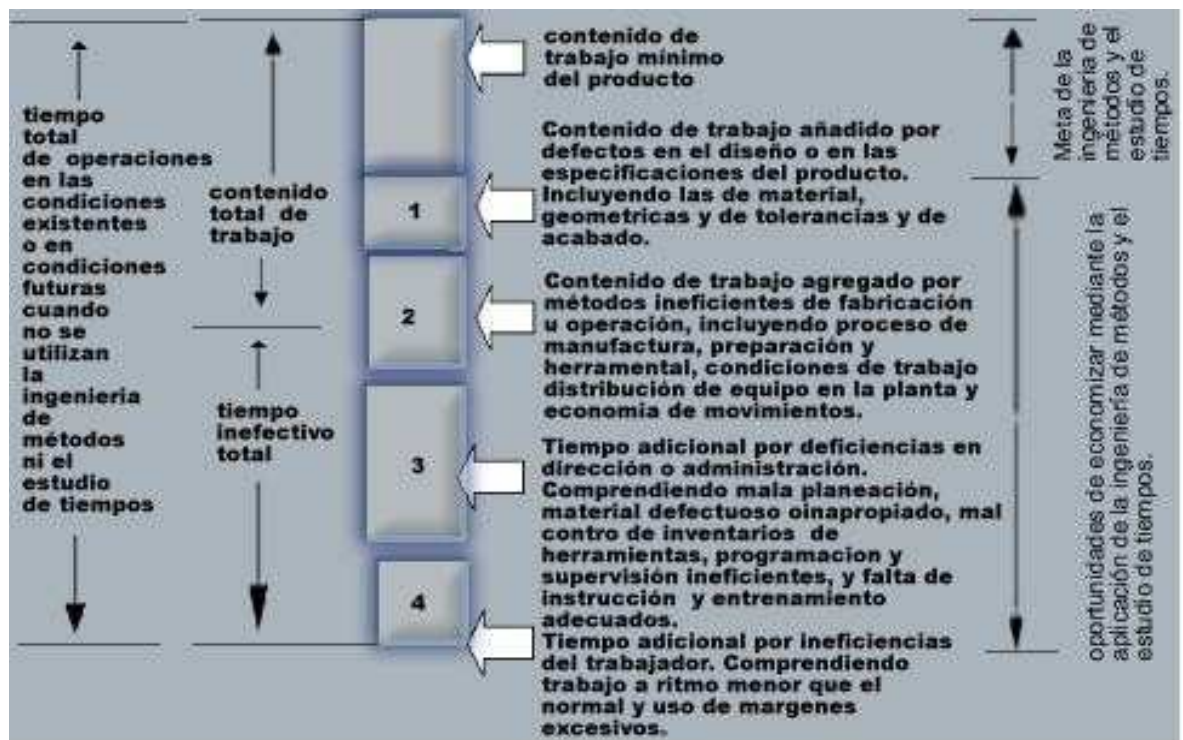 tiempo
total
de operaciones
en las
condiciones
existentes
o en
condiciones
futuras
cuando
no se
utilizan
la
ingenieria
de
métodos
ni el
estudio
de tiempos
contenido
total de
trabajo
tiempo
inefectivo
total
1
2
3
4
contenido de
trabajo mínimo
del producto
Contenido de trabajo añadido por
defectos en el diseño o en las
especificaciones del producto.
Incluyendo las de material,
geometricas y de tolerancias y de
acabado.
Contenido de trabajo agregado por
métodos ineficientes de fabricación
u operación, incluyendo proceso de
manufactura, preparación y
herramental, condiciones de trabajo
distribución de equipo en la planta y
economia de movimientos.
Tiempo adicional por deficiencias en
dirección o administración.
Comprendiendo mala planeación,
material defectuoso oinapropiado, mal
contro de inventarios de
herramientas, programacion y
supervisión ineficientes, y falta de
instrucción y entrenamiento
adecuados.
Tiempo adicional por ineficiencias
del trabajador. Comprendiendo
trabajo a ritmo menor que el
normal y uso de margenes
excesivos.
Meta de la
ingeniería de
métodos y el
estudio de
tiempos.
oportunidades de economizar mediante la
aplicación de la ingeniería de métodos y el
estudio de tiempos.